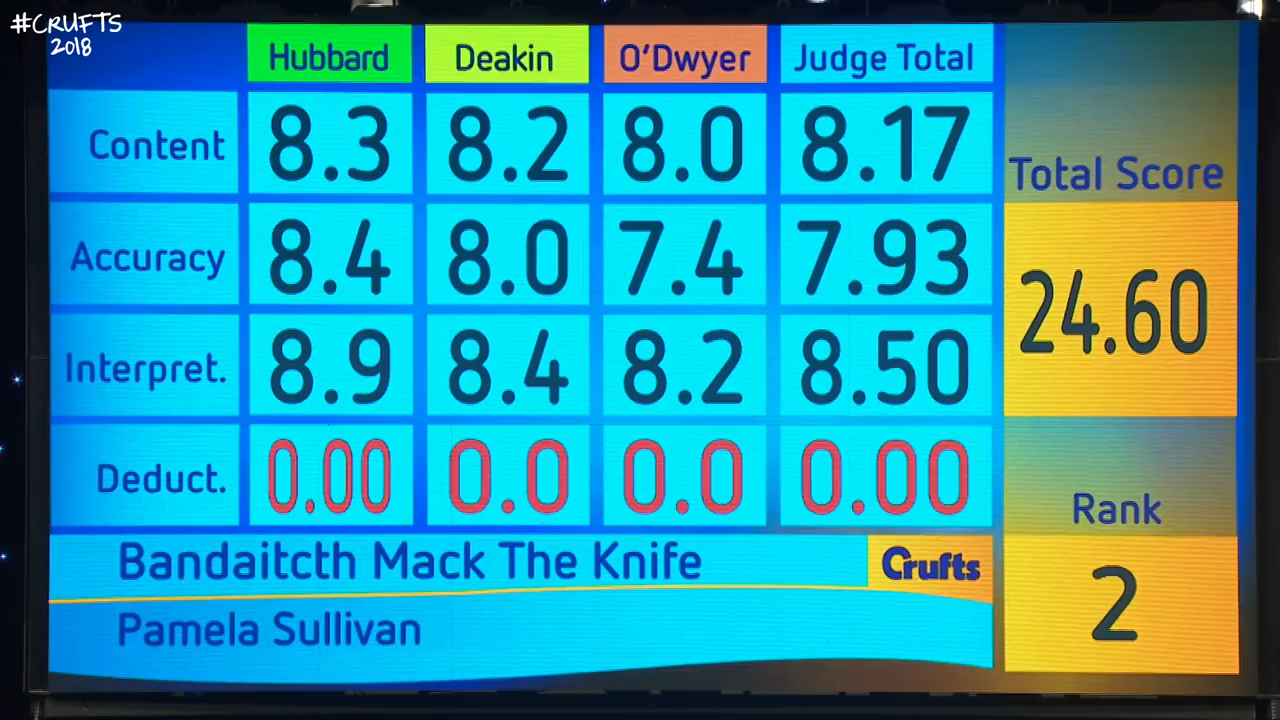 #CRUFTS
2018
Hubbard Deakin O'Dwyer Judge Total
Content 8.3 8.2 8.0 8.17
Total Score
Accuracy 8.4 8.0 7.4 7.93
24.60
Interpret. 8.9 8.4 8.2 8.50
Deduct. 0.00 0.0 0.0 0.00
Rank
Bandaitcth Mack The Knife Crufts
2
Pamela Sullivan